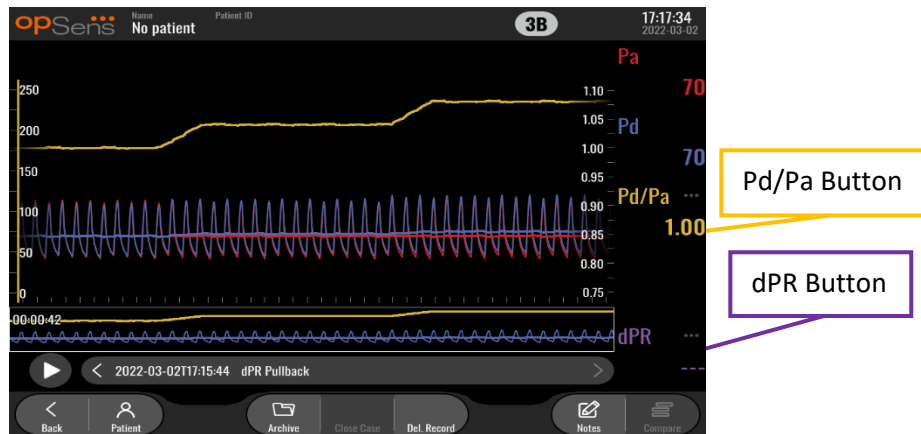 opSens
Name
No patient
Patient ID
3B
17:17:34
2022-03-02
Pa
70
Pd
70
Pd/Pa
---
1.00
dPR
---
---
250
200
150
100
50
0
1.10
1.05
1.00
0.95
0.90
0.85
0.80
0.75
00:00:42
2022-03-02T17:15:44 dPR Pullback
Back
Patient
Archive
Close Case
Del. Record
Notes
Compare
Pd/Pa Button
dPR Button